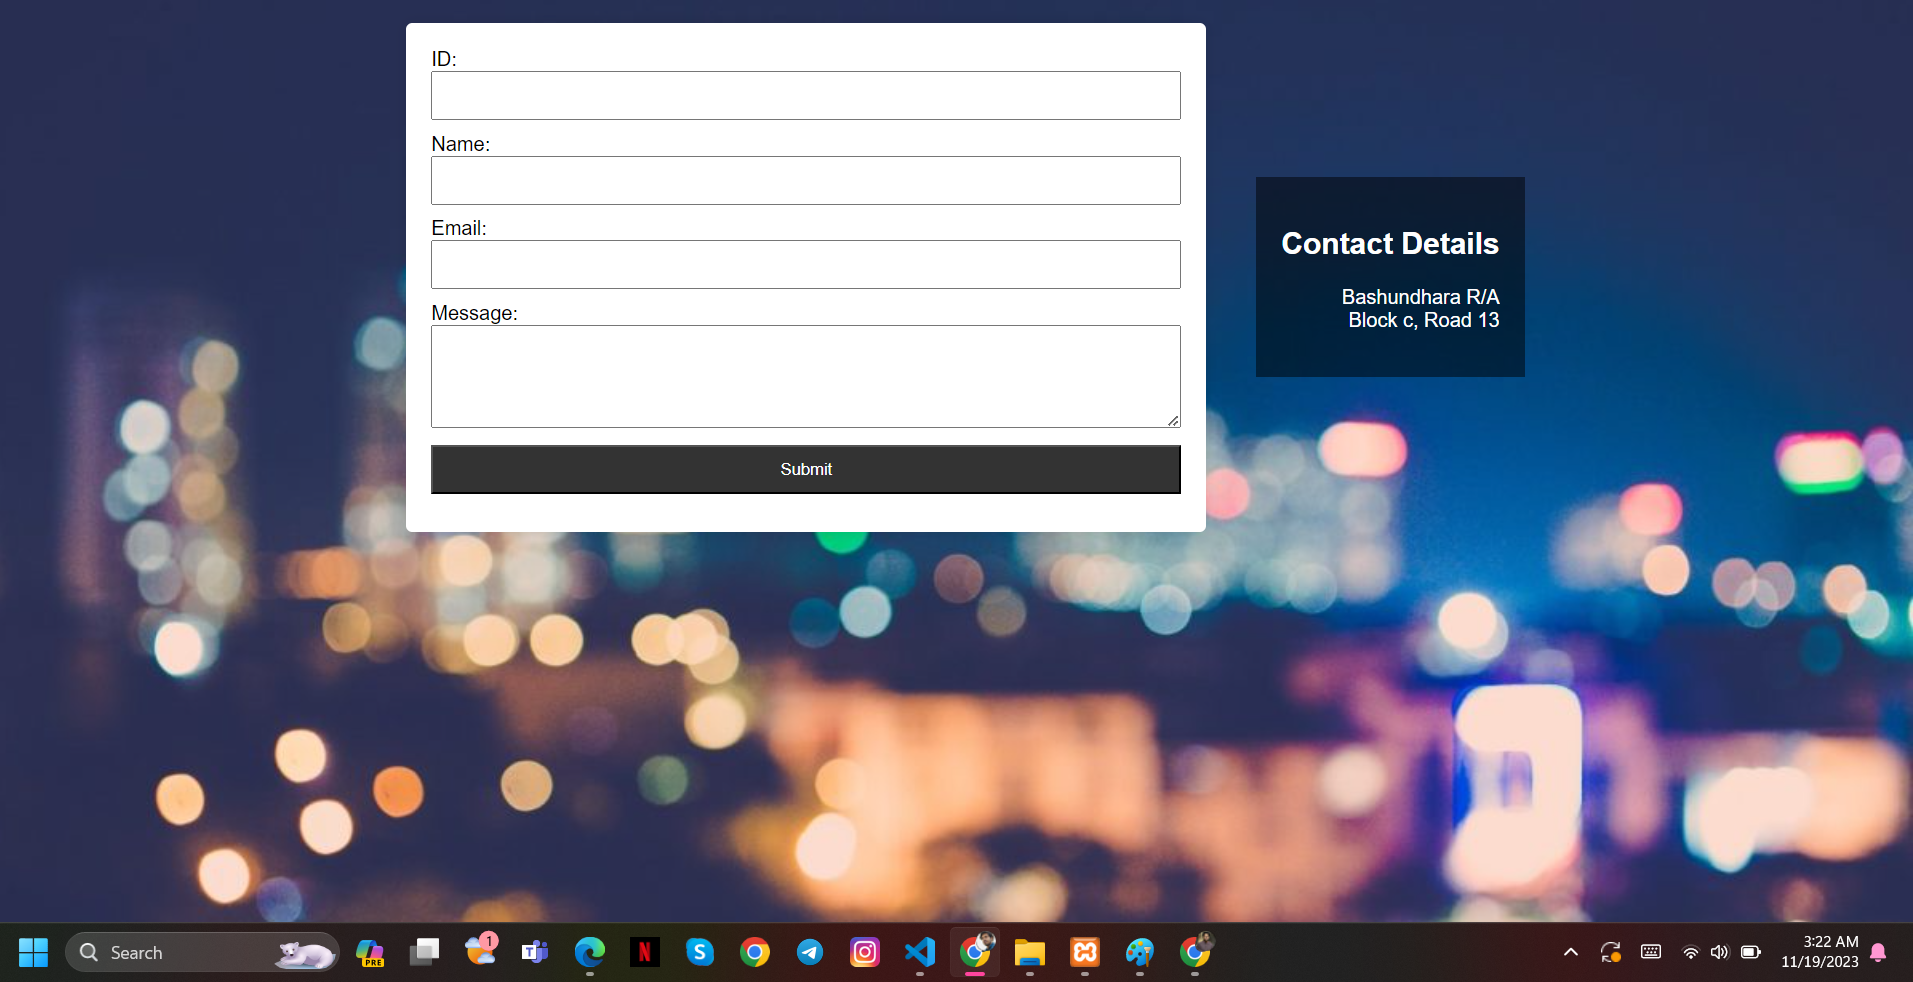 ID:
Name:
Email:
Message:
Submit
Contact Details
Bashundhara R/A
Block c, Road 13
Search
PRE
1
3:22 AM
11/19/2023